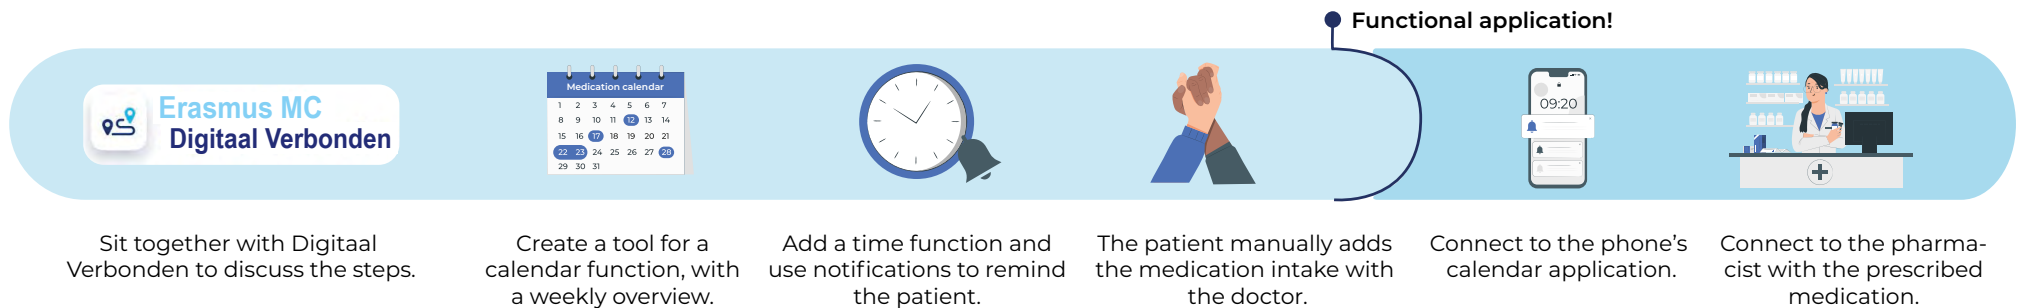 Functional application!
Erasmus MC
Digitaal Verbonden
Medication calendar
1 2 3 4 5 6 7
8 9 10 11 12 13 14
15 16 17 18 19 20 21
22 23 24 25 26 27 28
29 30 31
09:20
Sit together with Digitaal
Verbonden to discuss the steps.
Create a tool for a
calendar function, with
a weekly overview.
Add a time function and
use notifications to remind
the patient.
The patient manually adds
the medication intake with
the doctor.
Connect to the phone's
calendar application.
Connect to the pharma-
cist with the prescribed
medication.